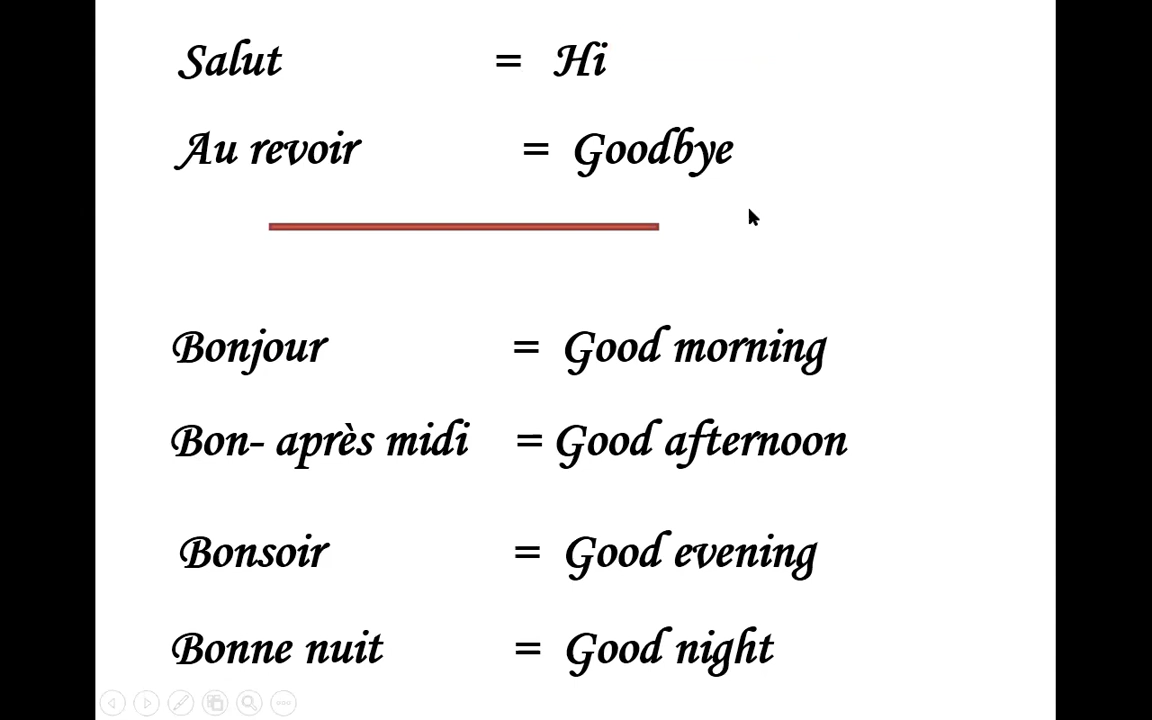 Salut = Hi
Au revoir = Goodbye
Bonjour = Good morning
Bon- après midi = Good afternoon
Bonsoir = Good evening
Bonne nuit = Good night